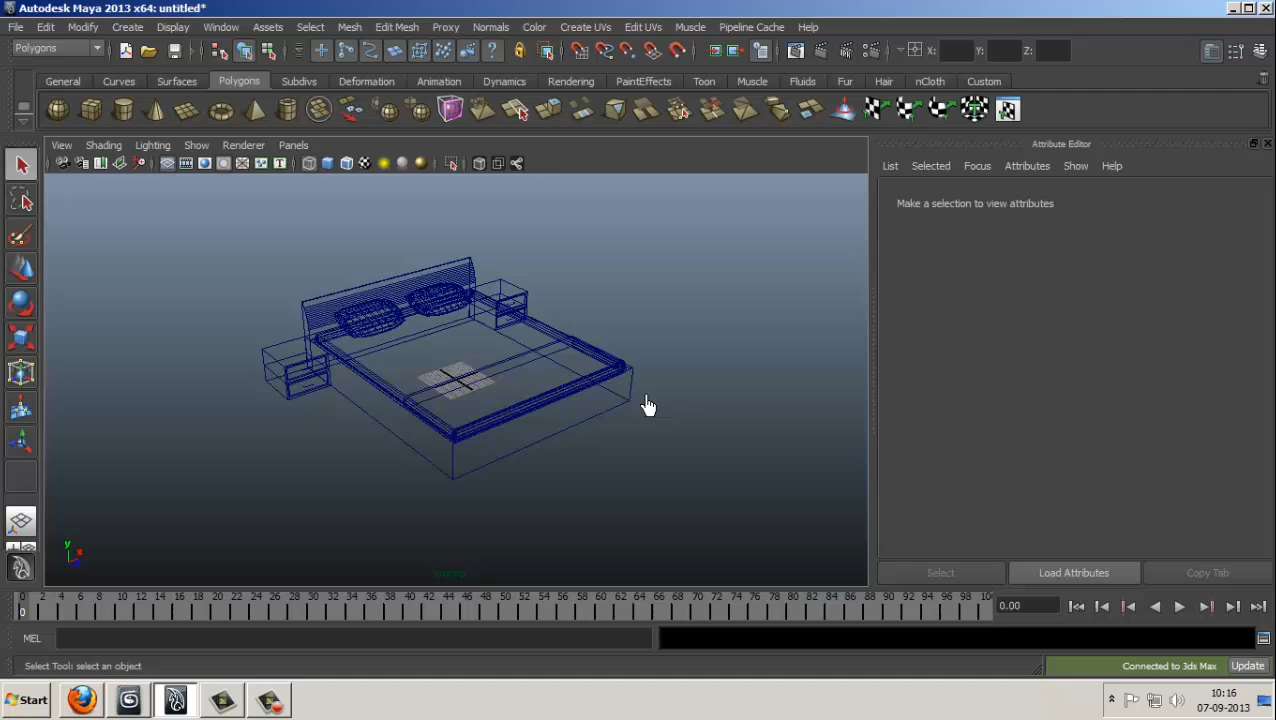 Autodesk Maya 2013 x64: untitled*
File Edit Modify Create Display Window Assets Select Mesh Edit Mesh Proxy Normals Color Create UVs Edit UVs Muscle Pipeline Cache Help
Polygons X: Y: Z:
General Curves Surfaces Polygons Subdivs Deformation Animation Dynamics Rendering PaintEffects Toon Muscle Fluids Fur Hair nCloth Custom
View Shading Lighting Show Renderer Panels
Attribute Editor
List Selected Focus Attributes Show Help
Make a selection to view attributes
y
x
z
persp
Select Load Attributes Copy Tab
0 2 4 6 8 10 12 14 16 18 20 22 24 26 28 30 32 34 36 38 40 42 44 46 48 50 52 54 56 58 60 62 64 66 68 70 72 74 76 78 80 82 84 86 88 90 92 94 96 98 10
0 0.00
MEL
Select Tool: select an object Connected to 3ds Max Update
Start 10:16
07-09-2013